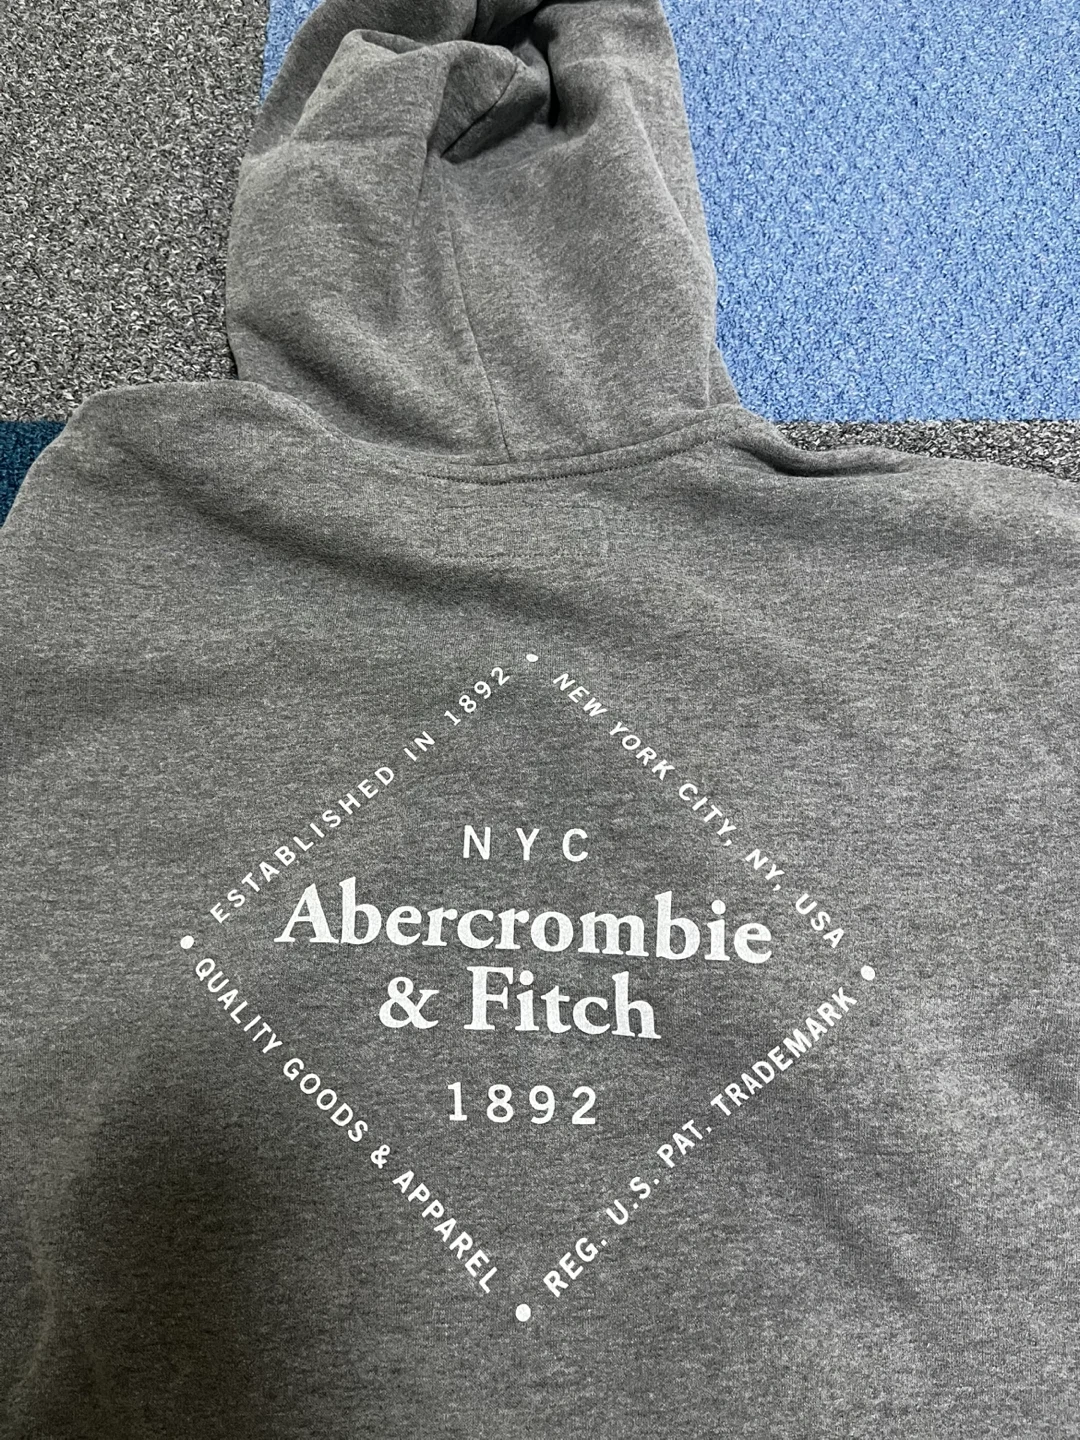 ESTABLISHED IN 1892
NEW YORK CITY, NY, USA
NYC
Abercrombie
& Fitch
1892
QUALITY GOODS & APPAREL
REG. U.S. PAT. TRADEMARK